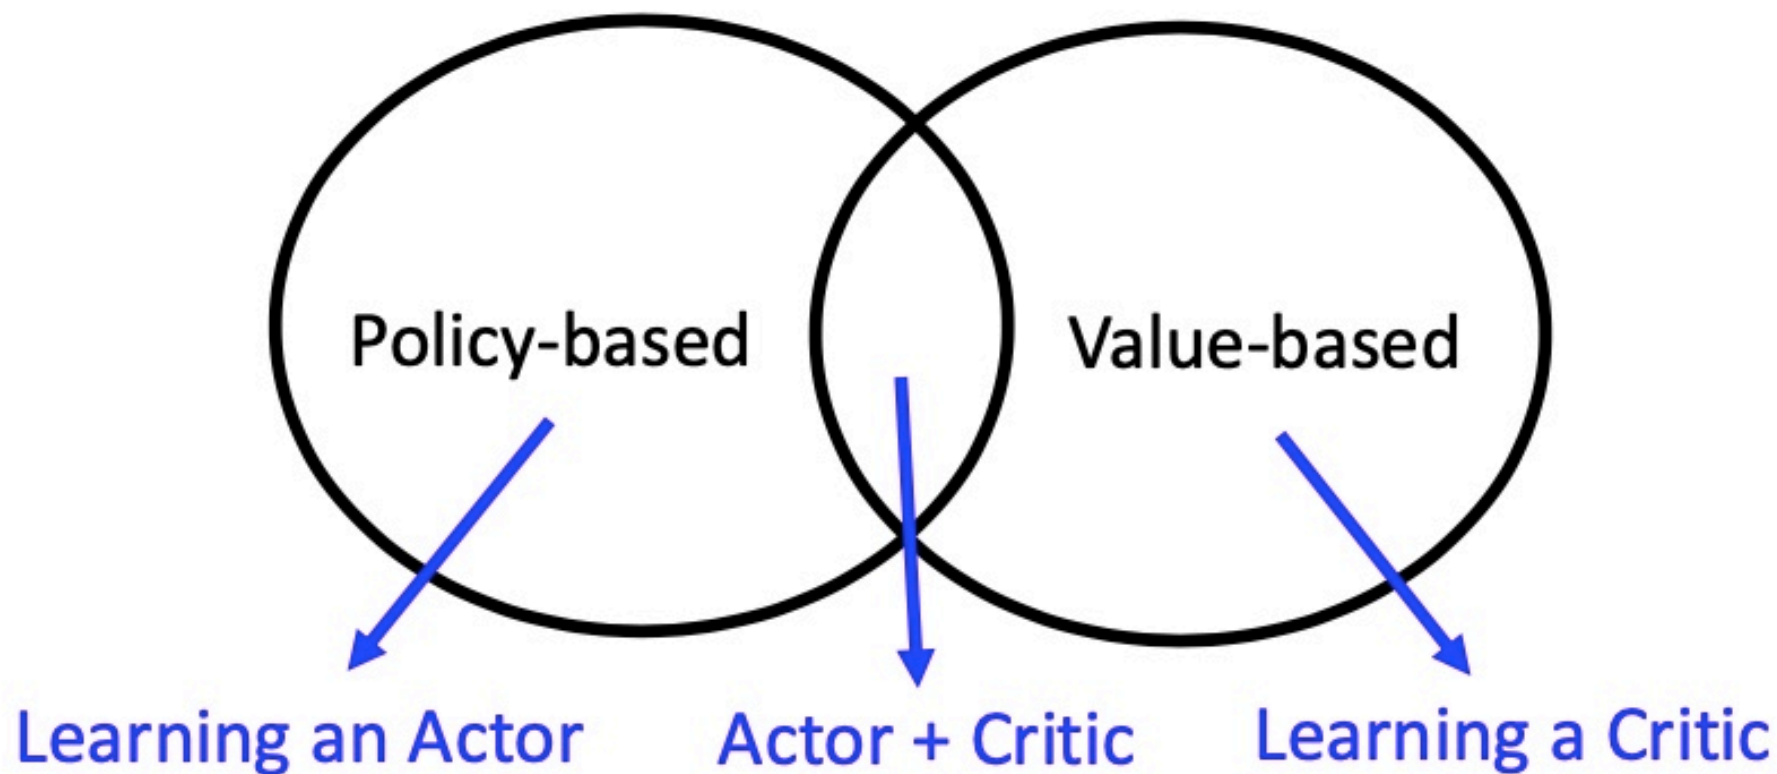 Policy-based
Value-based
Learning an Actor
Actor + Critic
Learning a Critic